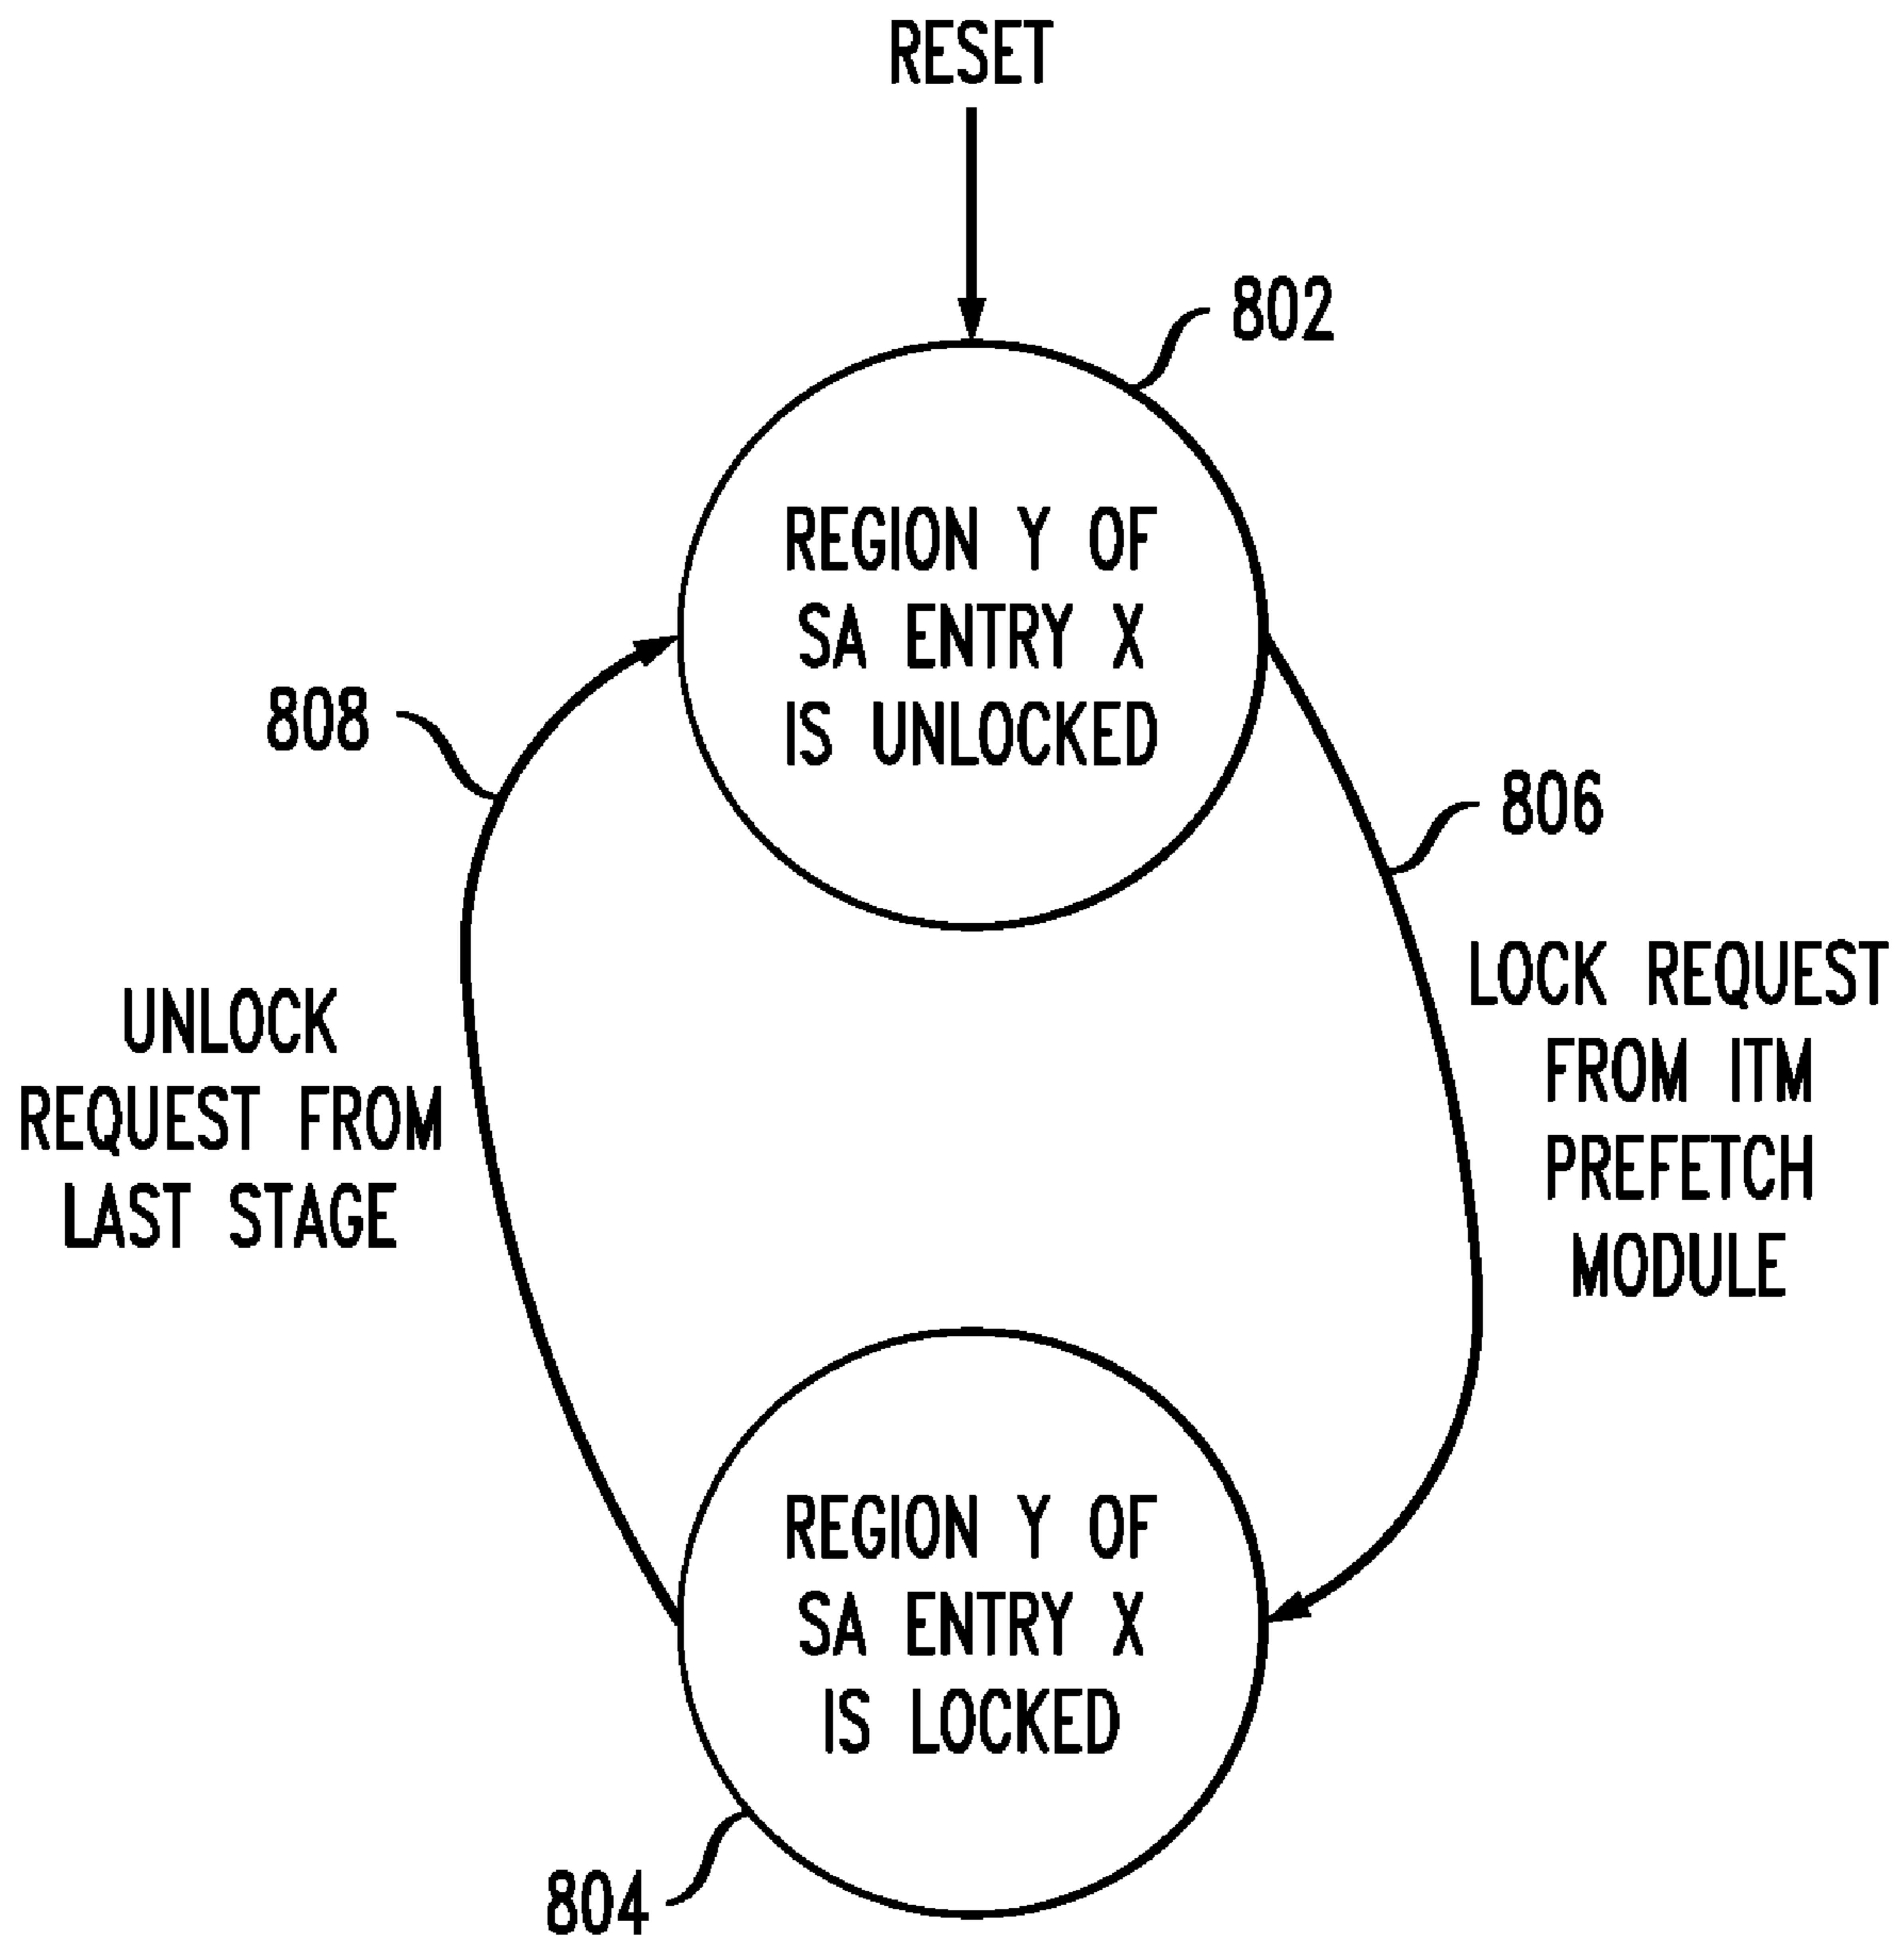 RESET
802
REGION Y OF
SA ENTRY X
IS UNLOCKED
808
806
LOCK REQUEST
FROM ITM
PREFETCH
MODULE
UNLOCK
REQUEST FROM
LAST STAGE
REGION Y OF
SA ENTRY X
IS LOCKED
804